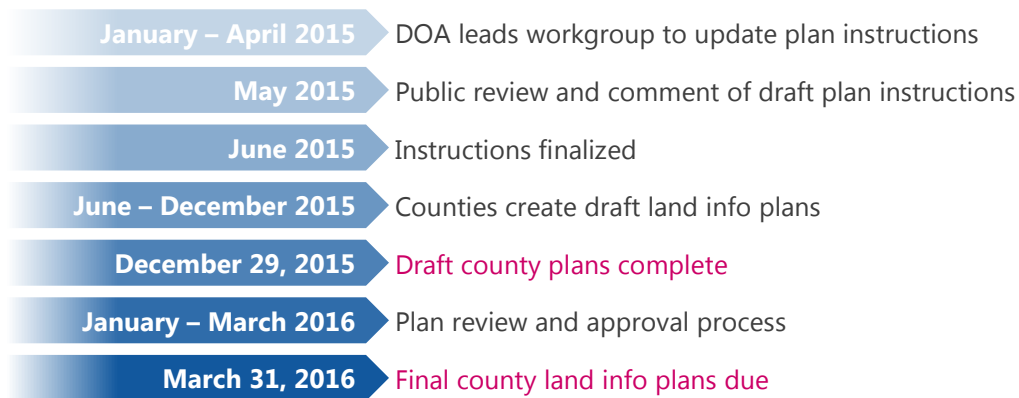 January – April 2015 DOA leads workgroup to update plan instructions
May 2015 Public review and comment of draft plan instructions
June 2015 Instructions finalized
June – December 2015 Counties create draft land info plans
December 29, 2015 Draft county plans complete
January – March 2016 Plan review and approval process
March 31, 2016 Final county land info plans due